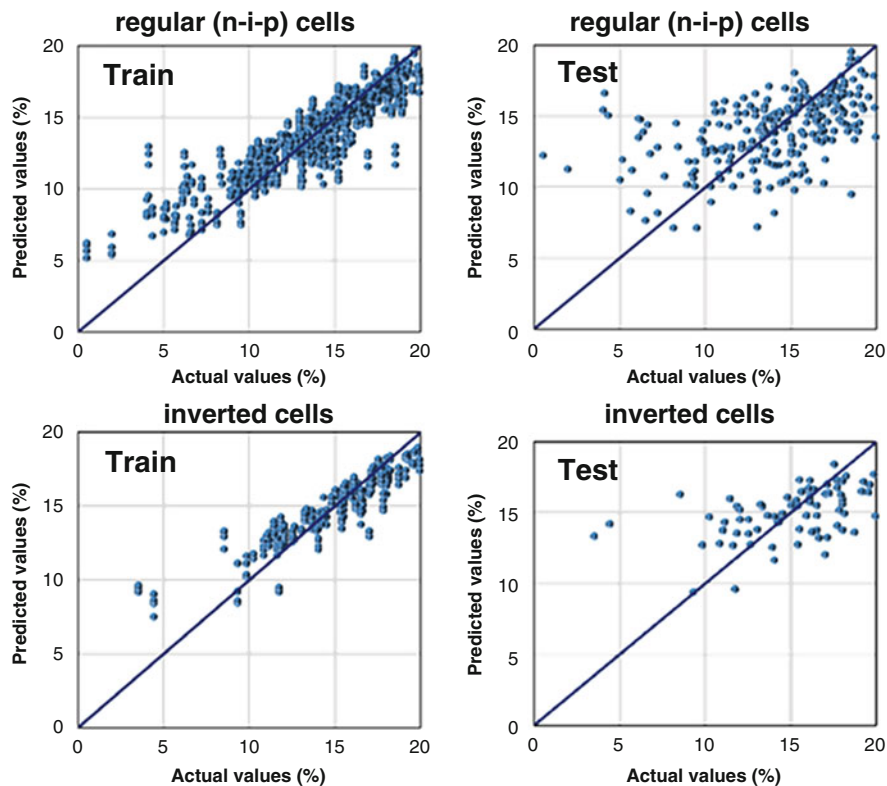 regular (n-i-p) cells
Train
20
15
10
5
0
Predicted values (%)
0 5 10 15 20
Actual values (%)
regular (n-i-p) cells
Test
20
15
10
5
0
Predicted values (%)
0 5 10 15 20
Actual values (%)
inverted cells
Train
20
15
10
5
0
Predicted values (%)
0 5 10 15 20
Actual values (%)
inverted cells
Test
20
15
10
5
0
Predicted values (%)
0 5 10 15 20
Actual values (%)